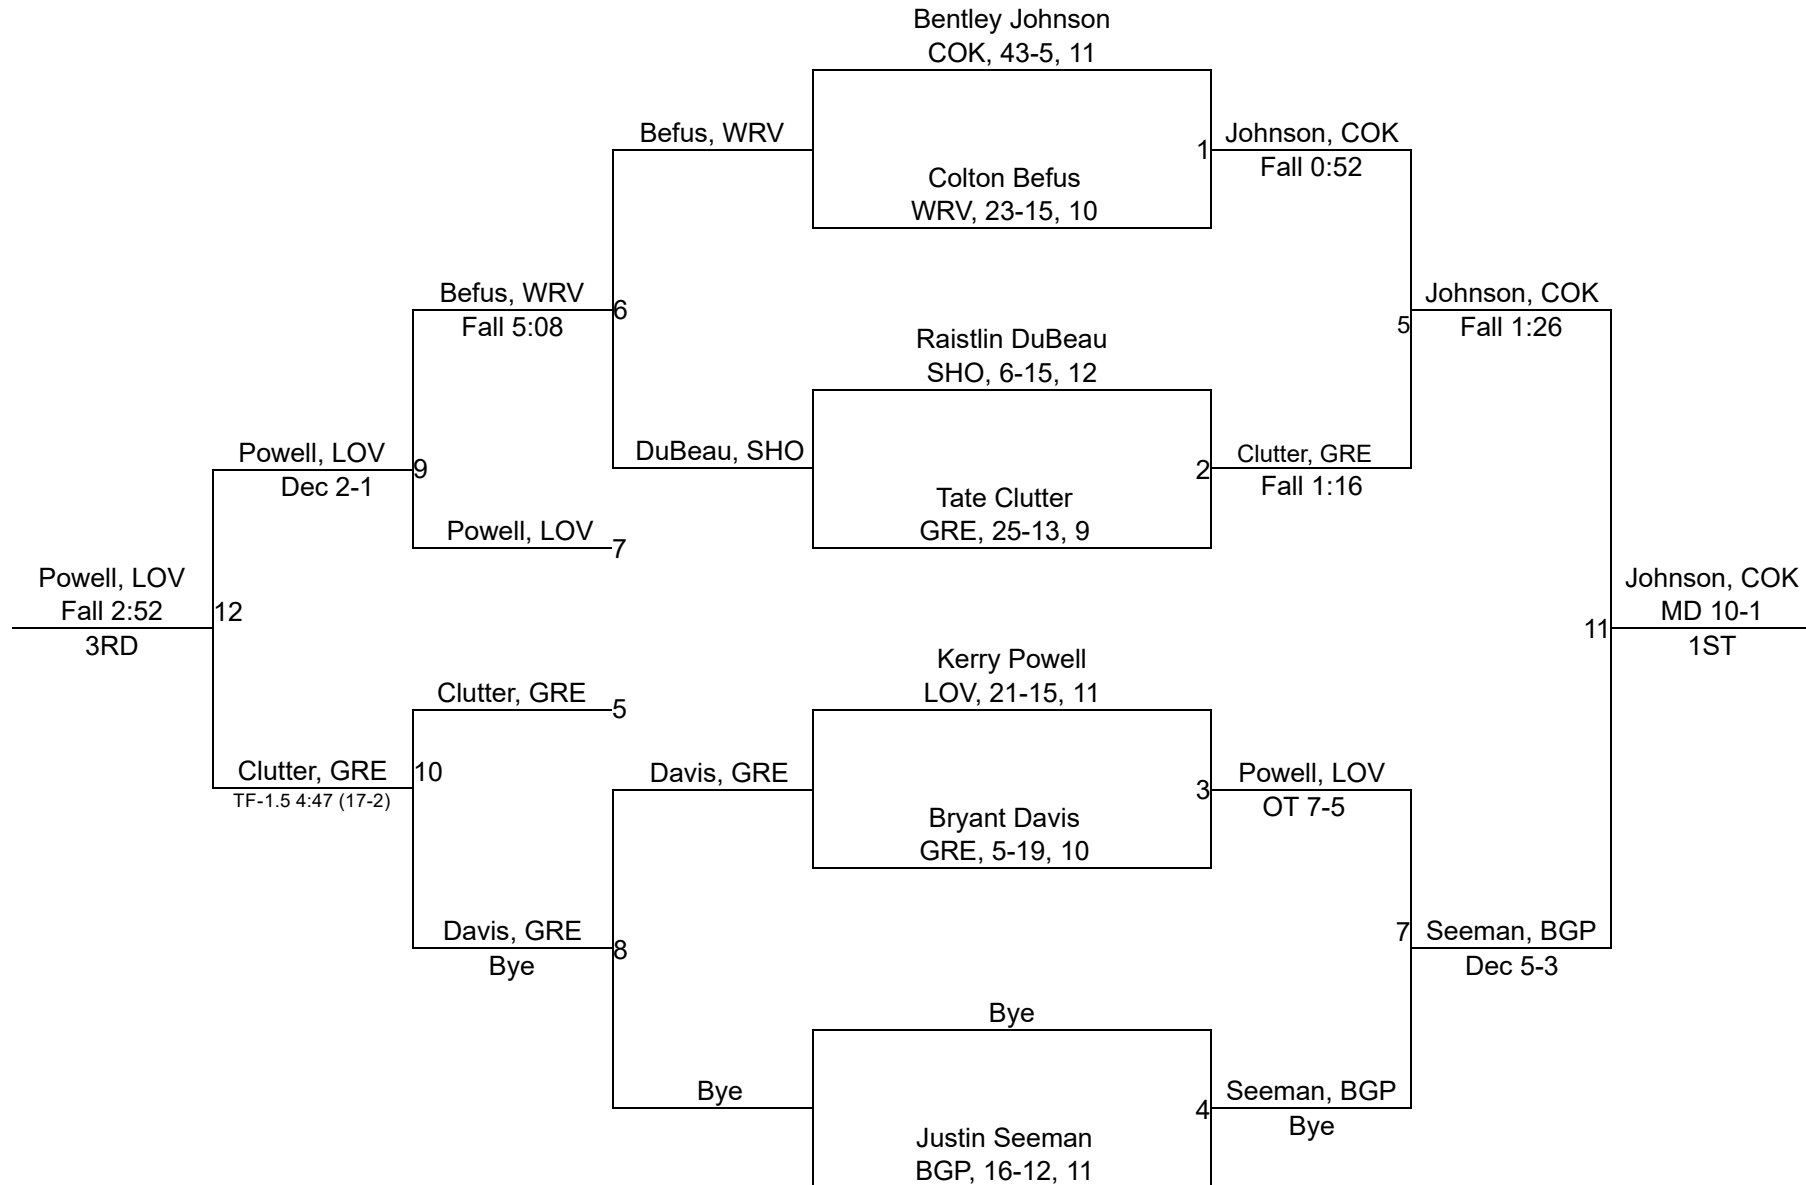 Bentley Johnson
COK, 43-5, 11
Befus, WRV
1
Johnson, COK
Fall 0:52
Colton Befus
WRV, 23-15, 10
Befus, WRV
Fall 5:08
6
Raistlin DuBeau
SHO, 6-15, 12
5
Johnson, COK
Fall 1:26
Powell, LOV
Dec 2-1
9
DuBeau, SHO
2
Clutter, GRE
Fall 1:16
Tate Clutter
GRE, 25-13, 9
Powell, LOV
7
Powell, LOV
Fall 2:52
3RD
12
11
Johnson, COK
MD 10-1
1ST
Kerry Powell
LOV, 21-15, 11
Clutter, GRE
5
Clutter, GRE
TF-1.5 4:47 (17-2)
10
Davis, GRE
3
Powell, LOV
OT 7-5
Bryant Davis
GRE, 5-19, 10
Davis, GRE
Bye
8
7
Seeman, BGP
Dec 5-3
Bye
Bye
4
Seeman, BGP
Bye
Justin Seeman
BGP, 16-12, 11